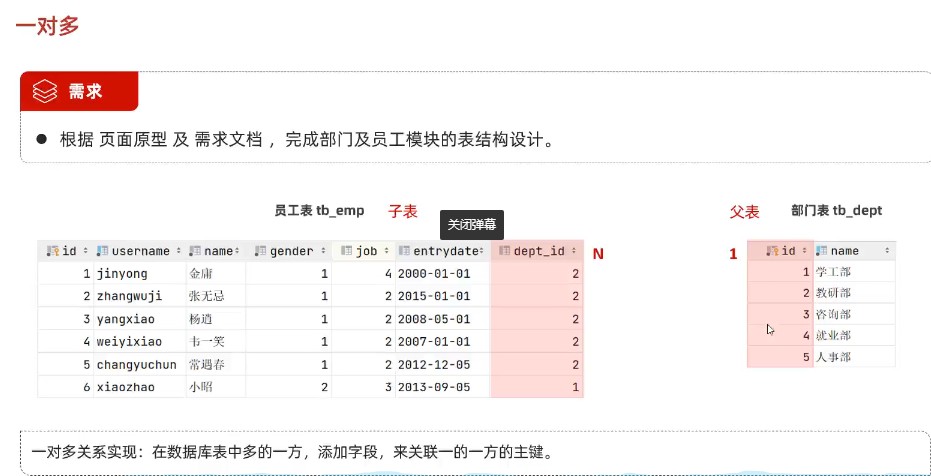 一对多
需求
● 根据 页面原型 及 需求文档 ，完成部门及员工模块的表结构设计。
员工表 tb_emp 子表 关闭弹幕 父表 部门表 tb_dept
id username name gender job entrydate dept_id N 1 id name
1 jinyong 金庸 1 4 2000-01-01 2 1 学工部
2 zhangwuji 张无忌 1 2 2015-01-01 2 2 教研部
3 yangxiao 杨逍 1 2 2008-05-01 2 3 咨询部
4 weiyixiao 韦一笑 1 2 2007-01-01 2 4 就业部
5 changyuchun 常遇春 1 2 2012-12-05 2 5 人事部
6 xiaozhao 小昭 2 3 2013-09-05 1
一对多关系实现：在数据库表中多的一方，添加字段，来关联一的一方的主键。